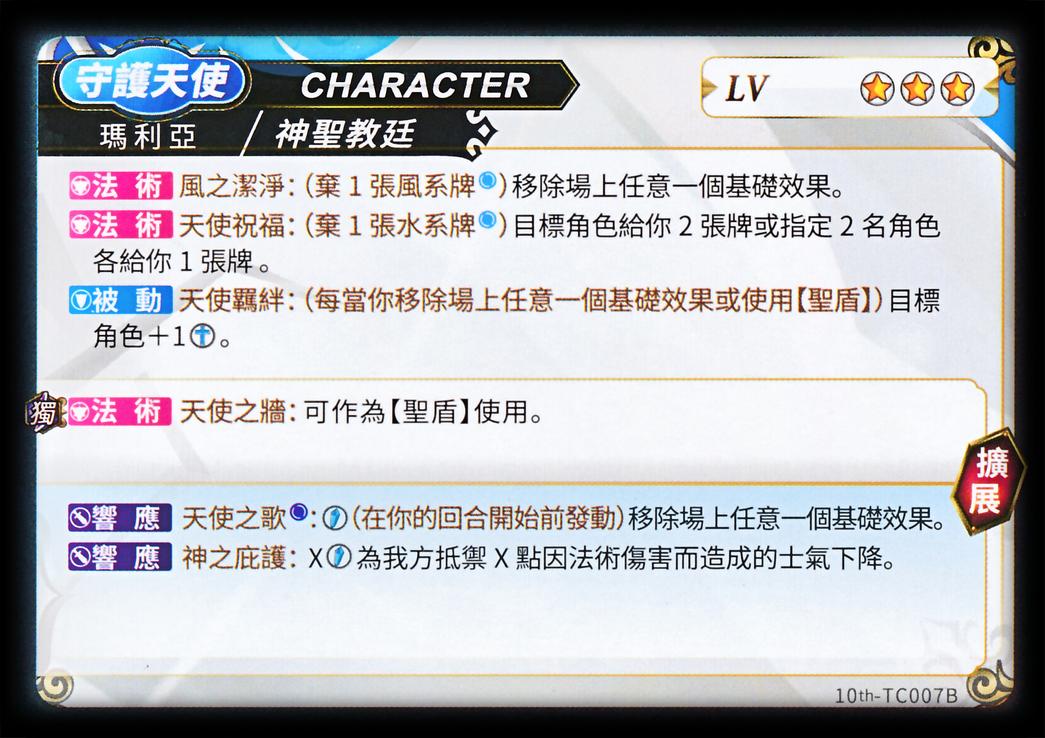 守護天使 CHARACTER LV
瑪利亞 / 神聖教廷
法術 風之潔淨：（棄 1 張風系牌）移除場上任意一個基礎效果。
法術 天使祝福：（棄 1 張水系牌）目標角色給你 2 張牌或指定 2 名角色
各給你 1 張牌。
被動 天使羈絆：（每當你移除場上任意一個基礎效果或使用【聖盾】）目標
角色＋1。
獨 法術 天使之牆：可作為【聖盾】使用。
擴展
響應 天使之歌：（在你的回合開始前發動）移除場上任意一個基礎效果。
響應 神之庇護： X 為我方抵禦 X 點因法術傷害而造成的士氣下降。
10th-TC007B